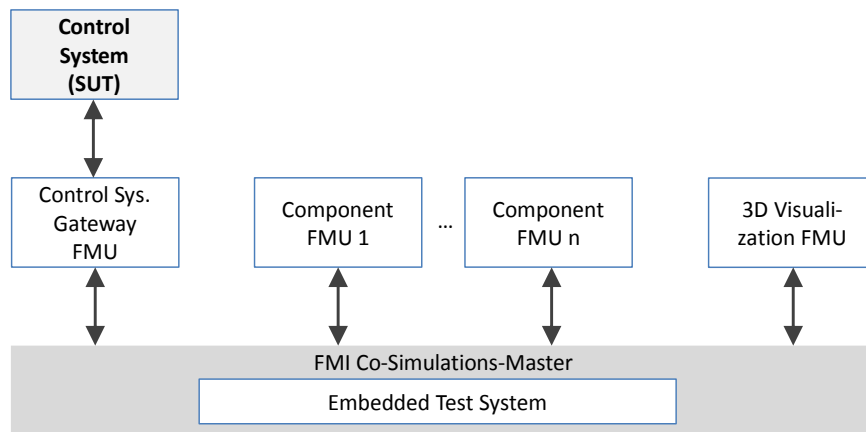 Control
System
(SUT)
Control Sys.
Gateway
FMU
Component
FMU 1
...
Component
FMU n
3D Visuali-
zation FMU
FMI Co-Simulations-Master
Embedded Test System